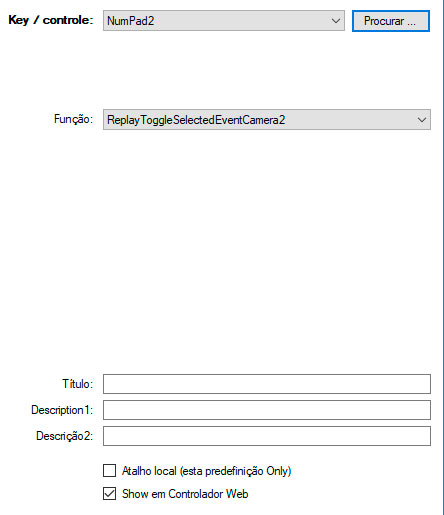 Key / controle: NumPad2 Procurar ...
Função: ReplayToggleSelectedEventCamera2
Título:
Description1:
Descrição2:
Atalho local (esta predefinição Only)
Show em Controlador Web